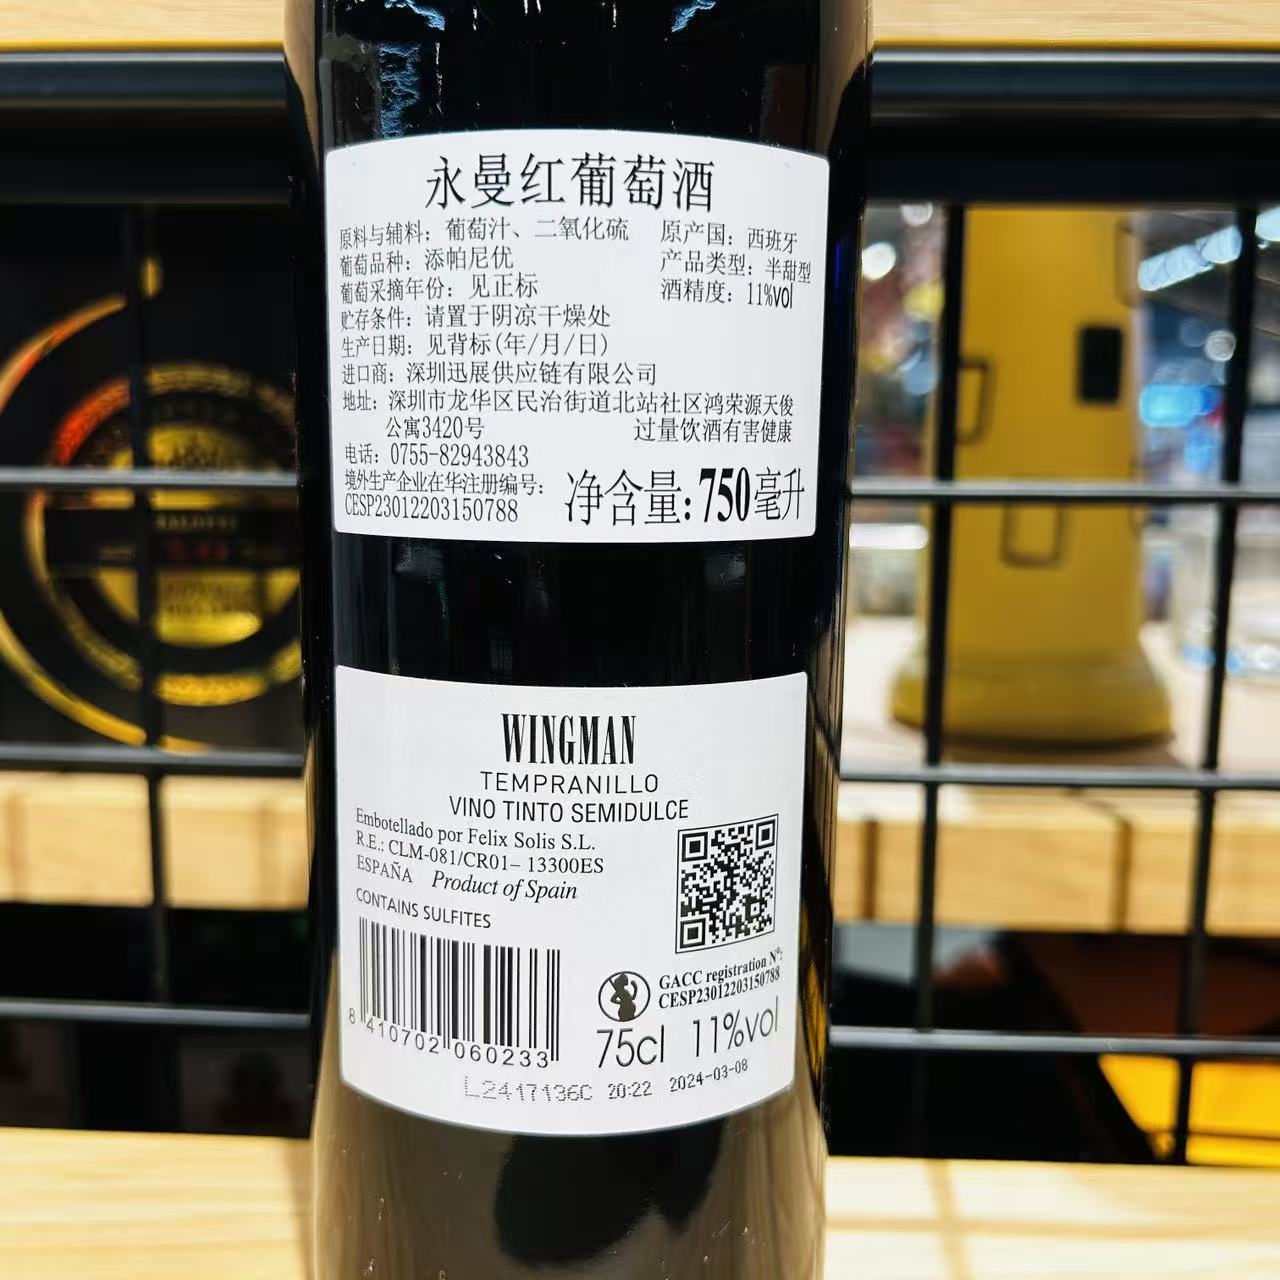 永曼红葡萄酒
原料与辅料：葡萄汁、二氧化硫 原产国：西班牙
葡萄品种：添帕尼优 产品类型：半甜型
葡萄采摘年份：见正标 酒精度：11%vol
贮存条件：请置于阴凉干燥处
生产日期：见背标(年/月/日)
进口商：深圳迅展供应链有限公司
地址：深圳市龙华区民治街道北站社区鸿荣源天俊
公寓3420号 过量饮酒有害健康
电话：0755-82943843
境外生产企业在华注册编号：
CESP23012203150788
净含量:750毫升
WINGMAN
TEMPRANILLO
VINO TINTO SEMIDULCE
Embotellado por Felix Solis S.L.
R.E.: CLM-081/CR01– 13300ES
ESPAÑA Product of Spain
CONTAINS SULFITES
GACC registration Nº:
CESP23012203150788
8 410702 060233
75cl 11%vol
L2417136C 20:22 2024-03-08